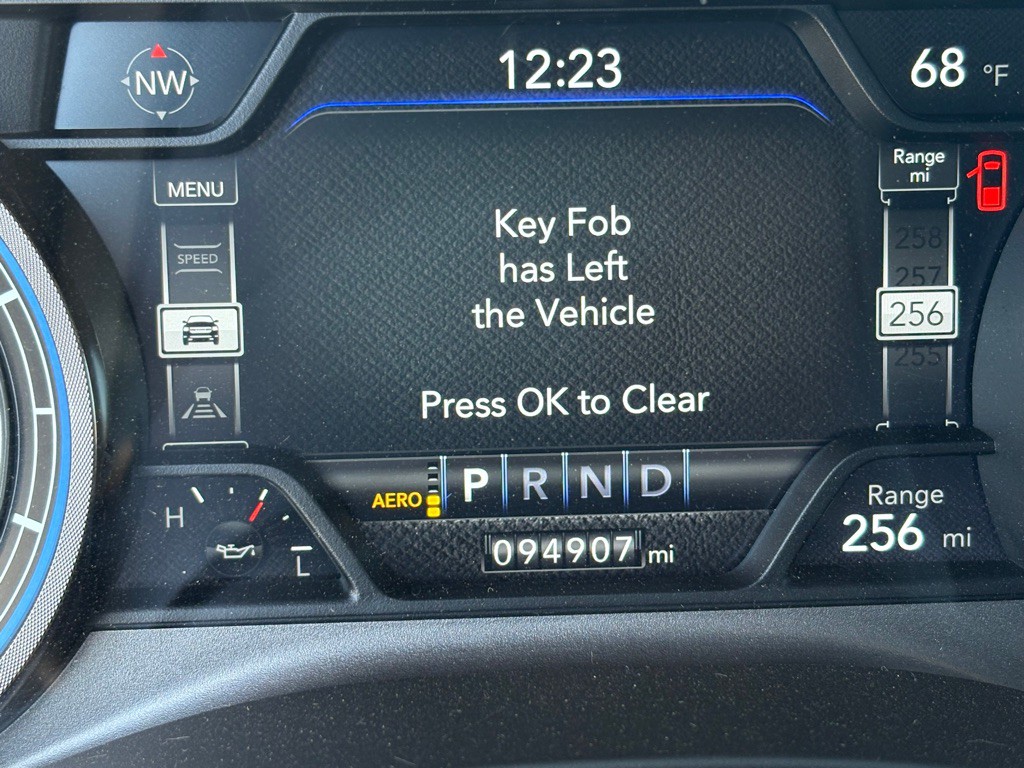 NW
12:23
68 °F
MENU
Range
mi
SPEED
258
257
256
255
Key Fob
has Left
the Vehicle
Press OK to Clear
AERO
P R N D
H
L
094907 mi
Range
256 mi